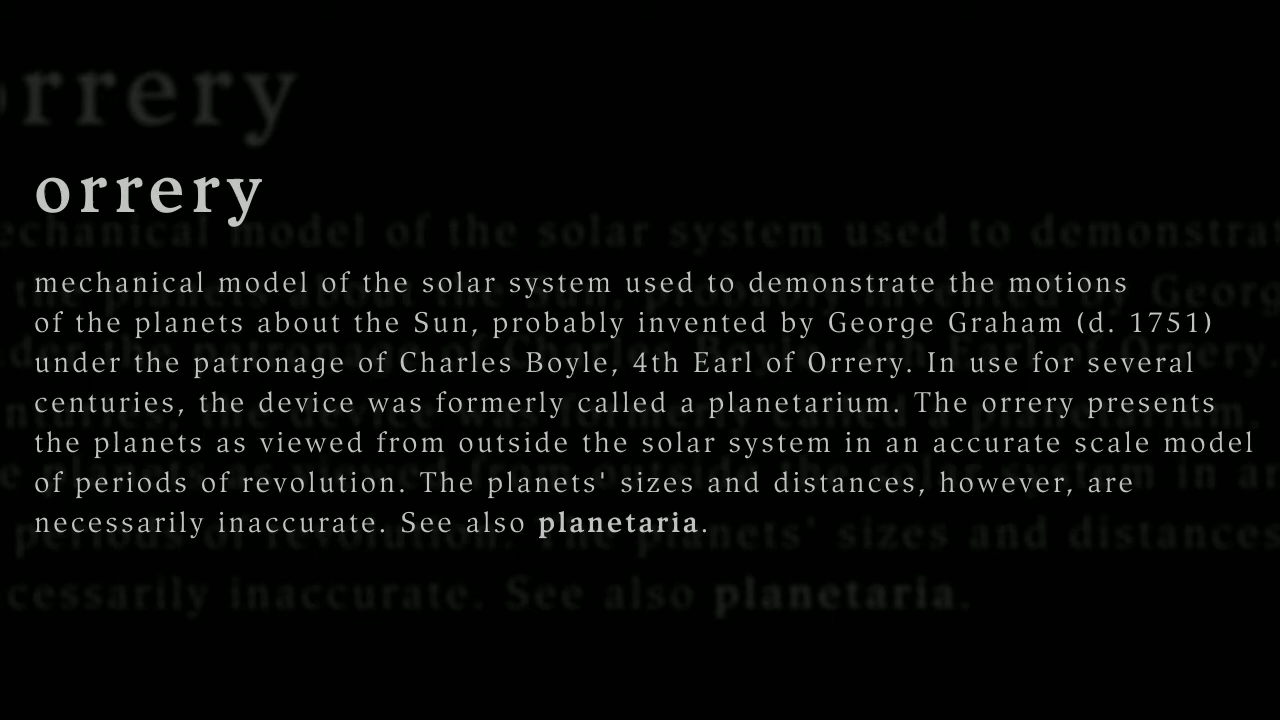 orrery
orrery
mechanical model of the solar system used to demonstrate the motions
of the planets about the Sun, probably invented by George Graham (d. 1751)
under the patronage of Charles Boyle, 4th Earl of Orrery. In use for several
centuries, the device was formerly called a planetarium. The orrery presents
the planets as viewed from outside the solar system in an accurate scale model
of periods of revolution. The planets' sizes and distances, however, are
necessarily inaccurate. See also planetaria.